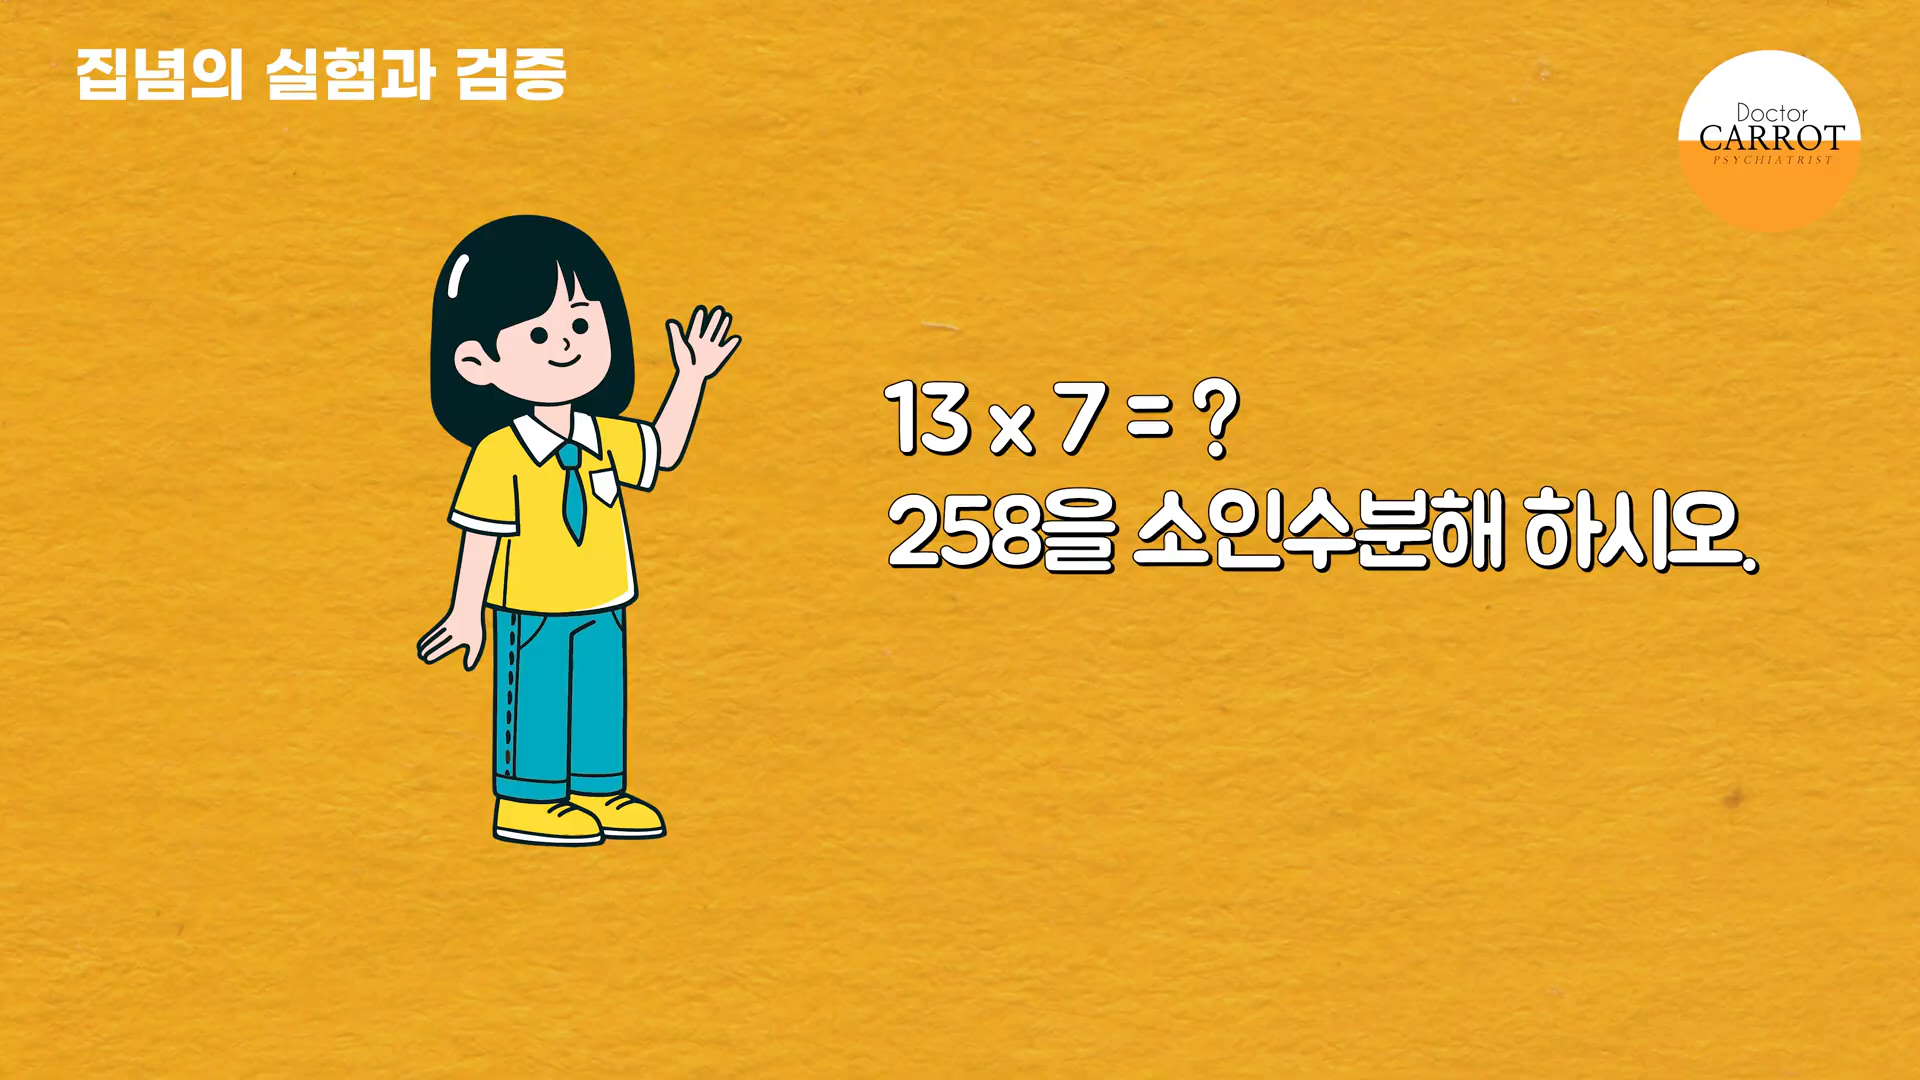 집념의 실험과 검증
Doctor
CARROT
PSYCHIATRIST
13 x 7 = ?
258을 소인수분해 하시오.